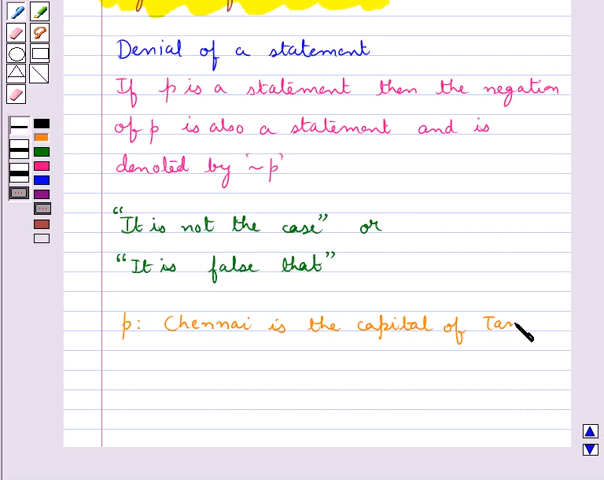 Denial of a statement
If p is a statement then the negation
of p is also a statement and is
denoted by '~p'
"It is not the case" or
"It is false that"
p: Chennai is the capital of Tam